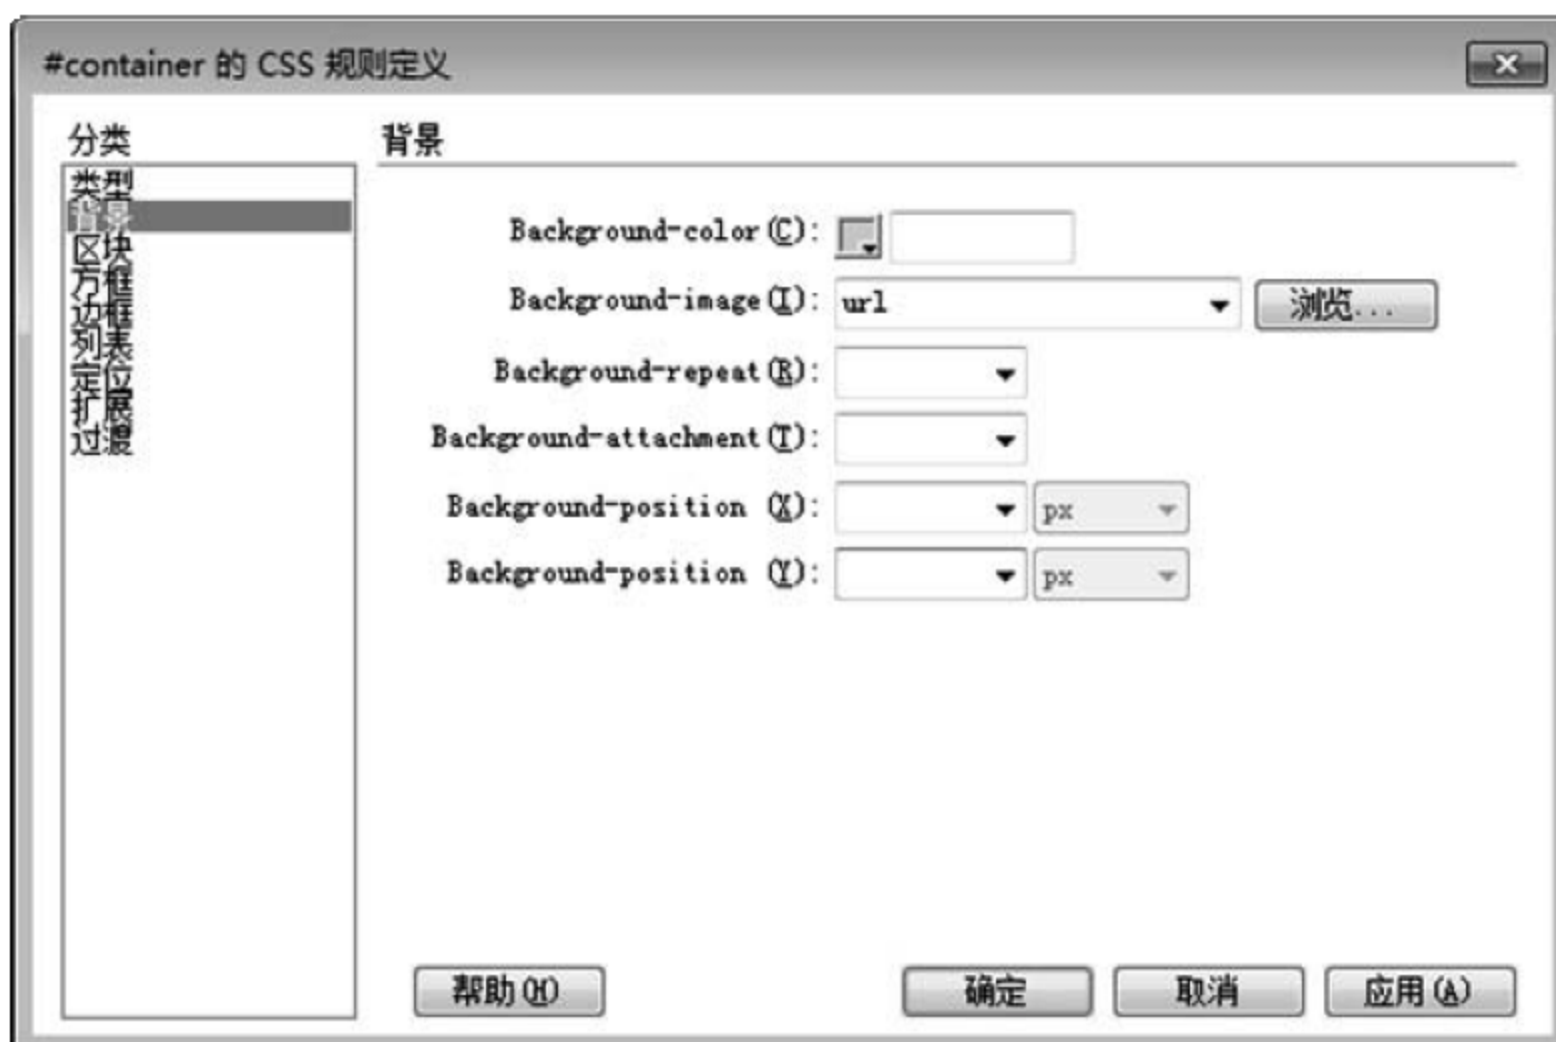 #container 的 CSS 规则定义
分类
类型
背景
区块
方框
边框
列表
定位
扩展
过渡
背景
Background-color(C):
Background-image(I): url 浏览...
Background-repeat(R):
Background-attachment(T):
Background-position (X): px
Background-position (Y): px
帮助(H) 确定 取消 应用(A)